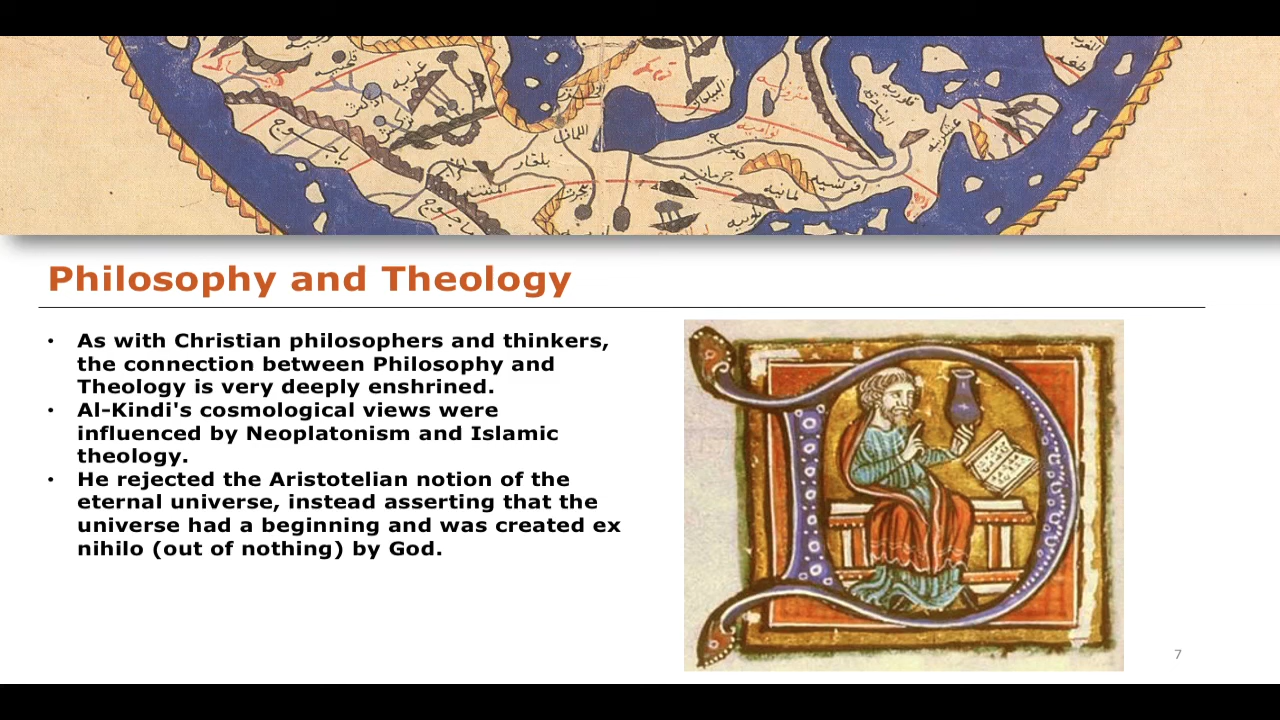 Philosophy and Theology
• As with Christian philosophers and thinkers,
the connection between Philosophy and
Theology is very deeply enshrined.
• Al-Kindi's cosmological views were
influenced by Neoplatonism and Islamic
theology.
• He rejected the Aristotelian notion of the
eternal universe, instead asserting that the
universe had a beginning and was created ex
nihilo (out of nothing) by God.
7